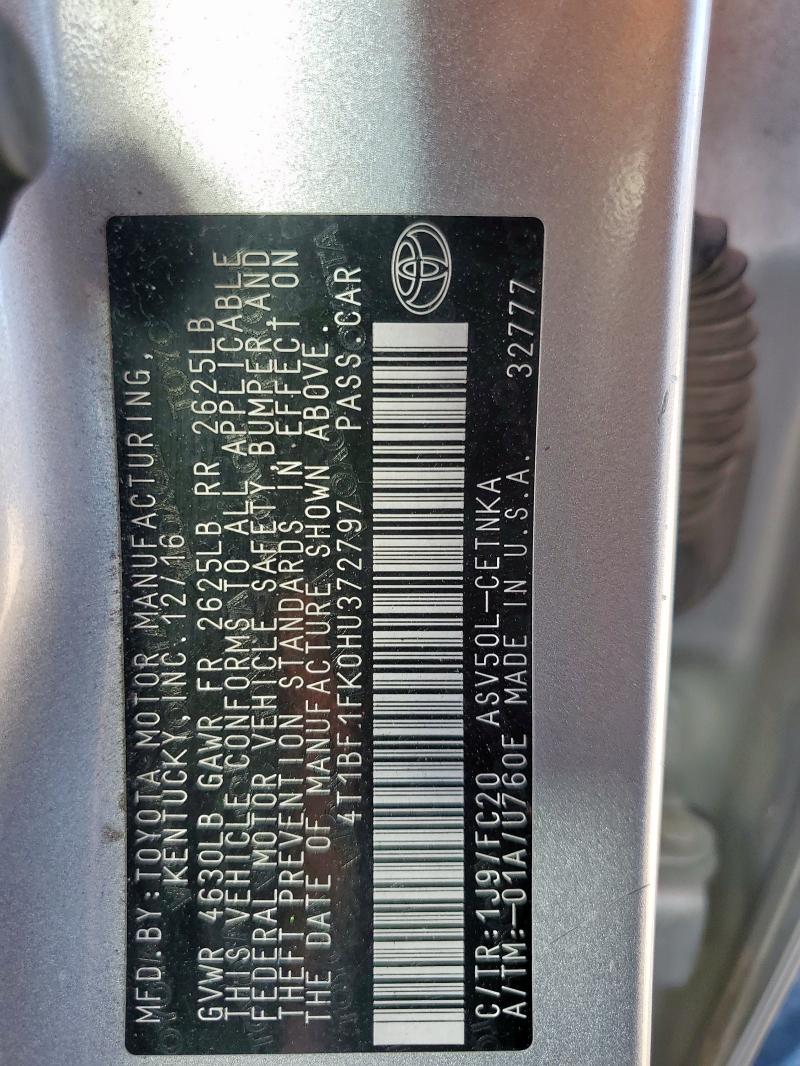 MFD.BY:TOYOTA MOTOR MANUFACTURING,
KENTUCKY,INC.12/16
GVWR 4630LB GAWR FR 2625LB RR 2625LB
THIS VEHICLE CONFORMS TO ALL APPLICABLE
FEDERAL MOTOR VEHICLE SAFETY,BUMPER,AND
THEFT PREVENTION STANDARDS IN EFFECT ON
THE DATE OF MANUFACTURE SHOWN ABOVE.
4T1BF1FK0HU372797 PASS.CAR
C/TR:1J9/FC20 ASV50L-CETNKA
A/TM:-01A/U760E MADE IN U.S.A. 32777